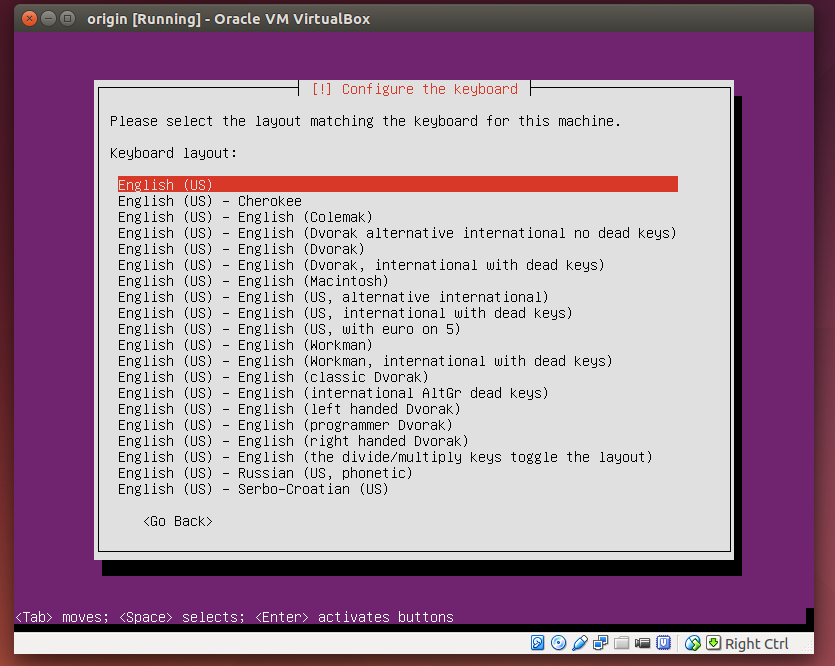 origin [Running] - Oracle VM VirtualBox
[!] Configure the keyboard
Please select the layout matching the keyboard for this machine.
Keyboard layout:
English (US)
English (US) - Cherokee
English (US) - English (Colemak)
English (US) - English (Dvorak alternative international no dead keys)
English (US) - English (Dvorak)
English (US) - English (Dvorak, international with dead keys)
English (US) - English (Macintosh)
English (US) - English (US, alternative international)
English (US) - English (US, international with dead keys)
English (US) - English (US, with euro on 5)
English (US) - English (Workman)
English (US) - English (Workman, international with dead keys)
English (US) - English (classic Dvorak)
English (US) - English (international AltGr dead keys)
English (US) - English (left handed Dvorak)
English (US) - English (programmer Dvorak)
English (US) - English (right handed Dvorak)
English (US) - English (the divide/multiply keys toggle the layout)
English (US) - Russian (US, phonetic)
English (US) - Serbo-Croatian (US)
<Go Back>
<Tab> moves; <Space> selects; <Enter> activates buttons
Right Ctrl